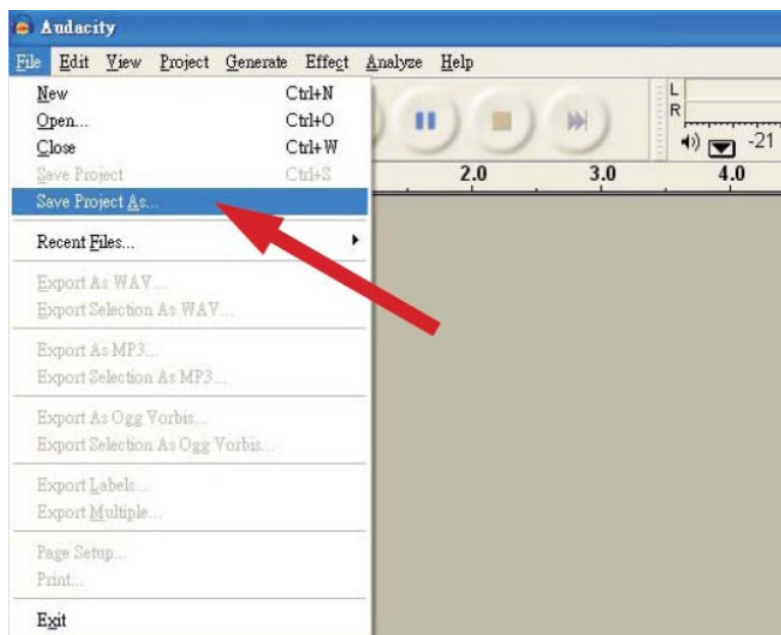 Audacity
File Edit View Project Generate Effect Analyze Help
New Ctrl+N
Open... Ctrl+O
Close Ctrl+W
Save Project Ctrl+S
Save Project As...
Recent Files...
Export As WAV...
Export Selection As WAV...
Export As MP3...
Export Selection As MP3...
Export As Ogg Vorbis...
Export Selection As Ogg Vorbis...
Export Labels...
Export Multiple...
Page Setup...
Print...
Exit
L
R
-21
2.0 3.0 4.0